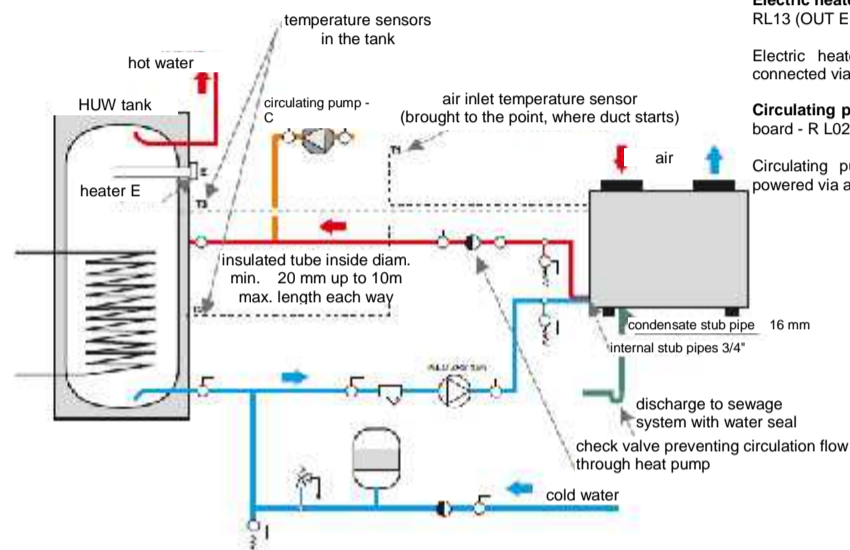 temperature sensors
in the tank
hot water
HUW tank
circulating pump -
C
air inlet temperature sensor
(brought to the point, where duct starts)
T1
air
E
heater E
T3
insulated tube inside diam.
min. 20 mm up to 10m
max. length each way
condensate stub pipe 16 mm
internal stub pipes 3/4"
discharge to sewage
system with water seal
check valve preventing circulation flow
through heat pump
cold water
RL13 (OUT E
Electric heate
connected via
Circulating p
board - R L02
Circulating pu
powered via a